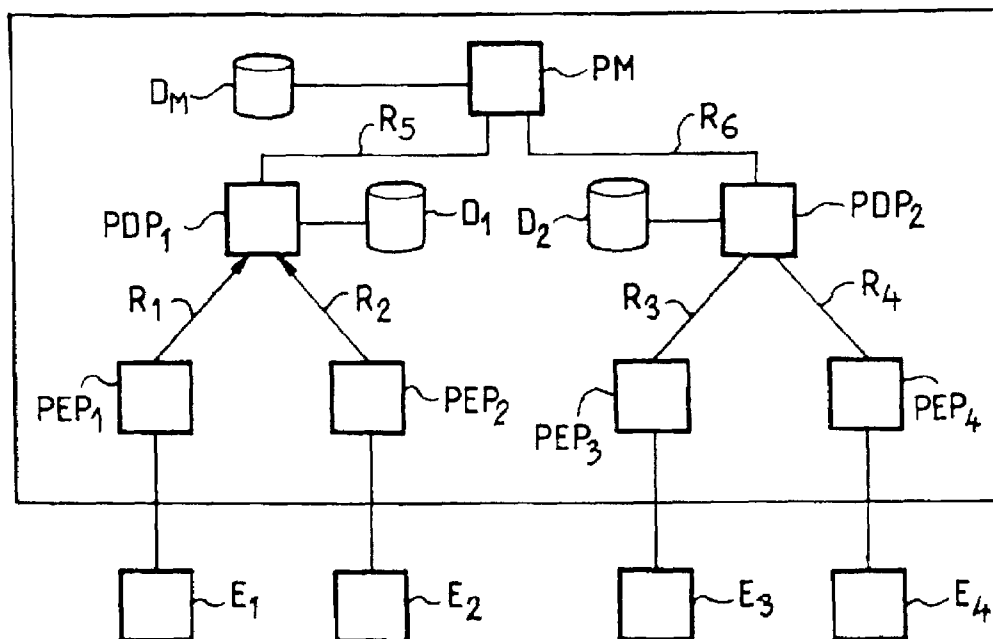 PM
D_M
R_5
R_6
PDP_1
D_1
D_2
PDP_2
R_1
R_2
R_3
R_4
PEP_1
PEP_2
PEP_3
PEP_4
E_1
E_2
E_3
E_4